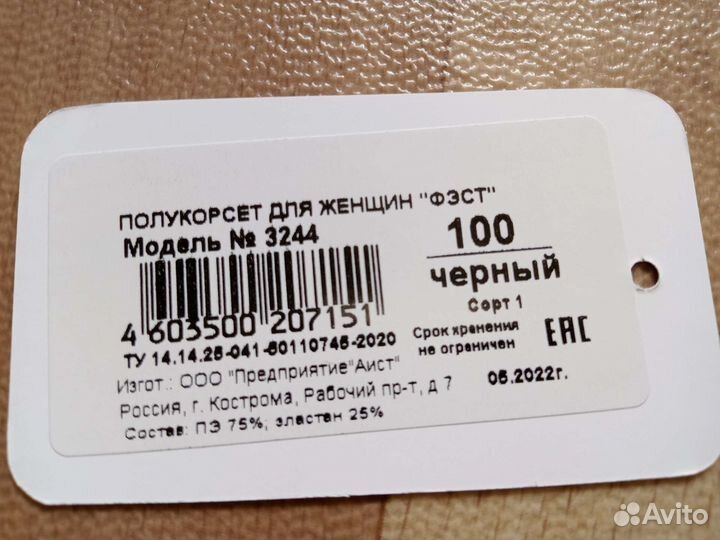 ПОЛУКОРСЕТ ДЛЯ ЖЕНЩИН "ФЭСТ"
Модель № 3244
100
черный
Сорт 1
4 603500 207151
Срок хранения
не ограничен
EAC
ТУ 14.14.25-041-50110745-2020
Изгот.: ООО "Предприятие"Аист"
Россия, г. Кострома, Рабочий пр-т, д 7
05.2022г.
Состав: ПЭ 75%; эластан 25%
Avito